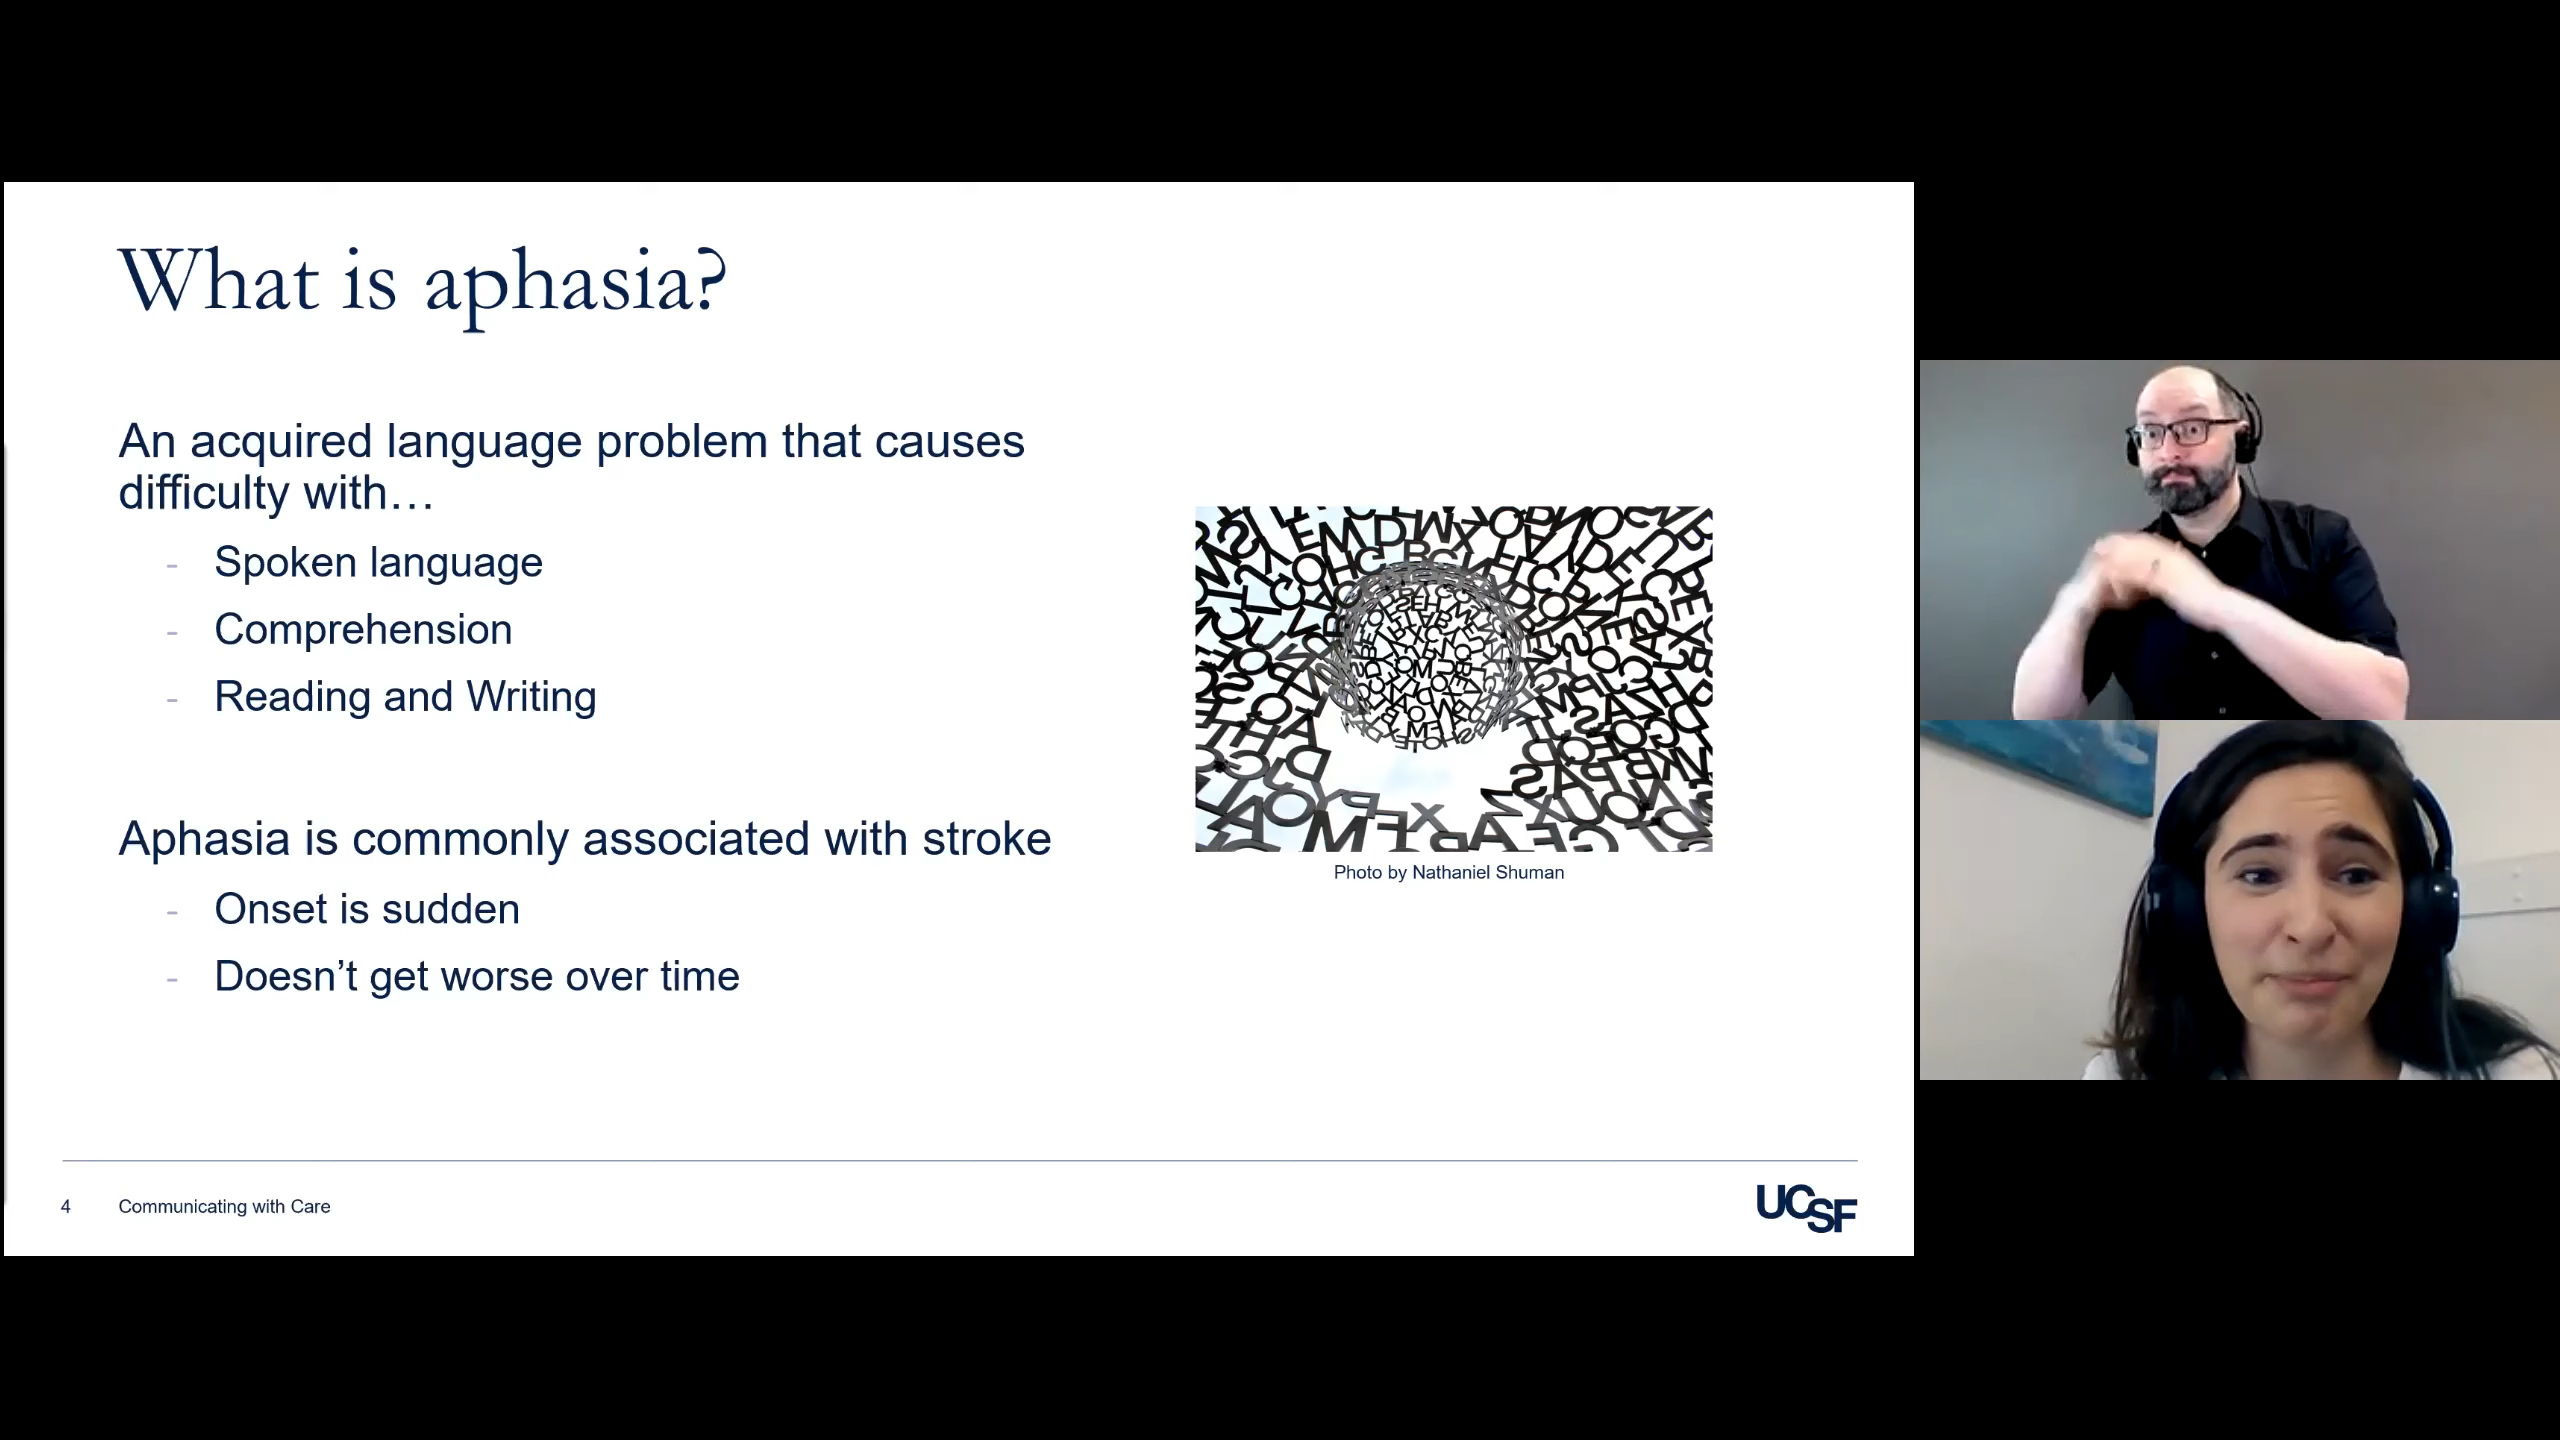 What is aphasia?
An acquired language problem that causes
difficulty with…
- Spoken language
- Comprehension
- Reading and Writing
Aphasia is commonly associated with stroke
- Onset is sudden
- Doesn’t get worse over time
Photo by Nathaniel Shuman
4 Communicating with Care
UCSF